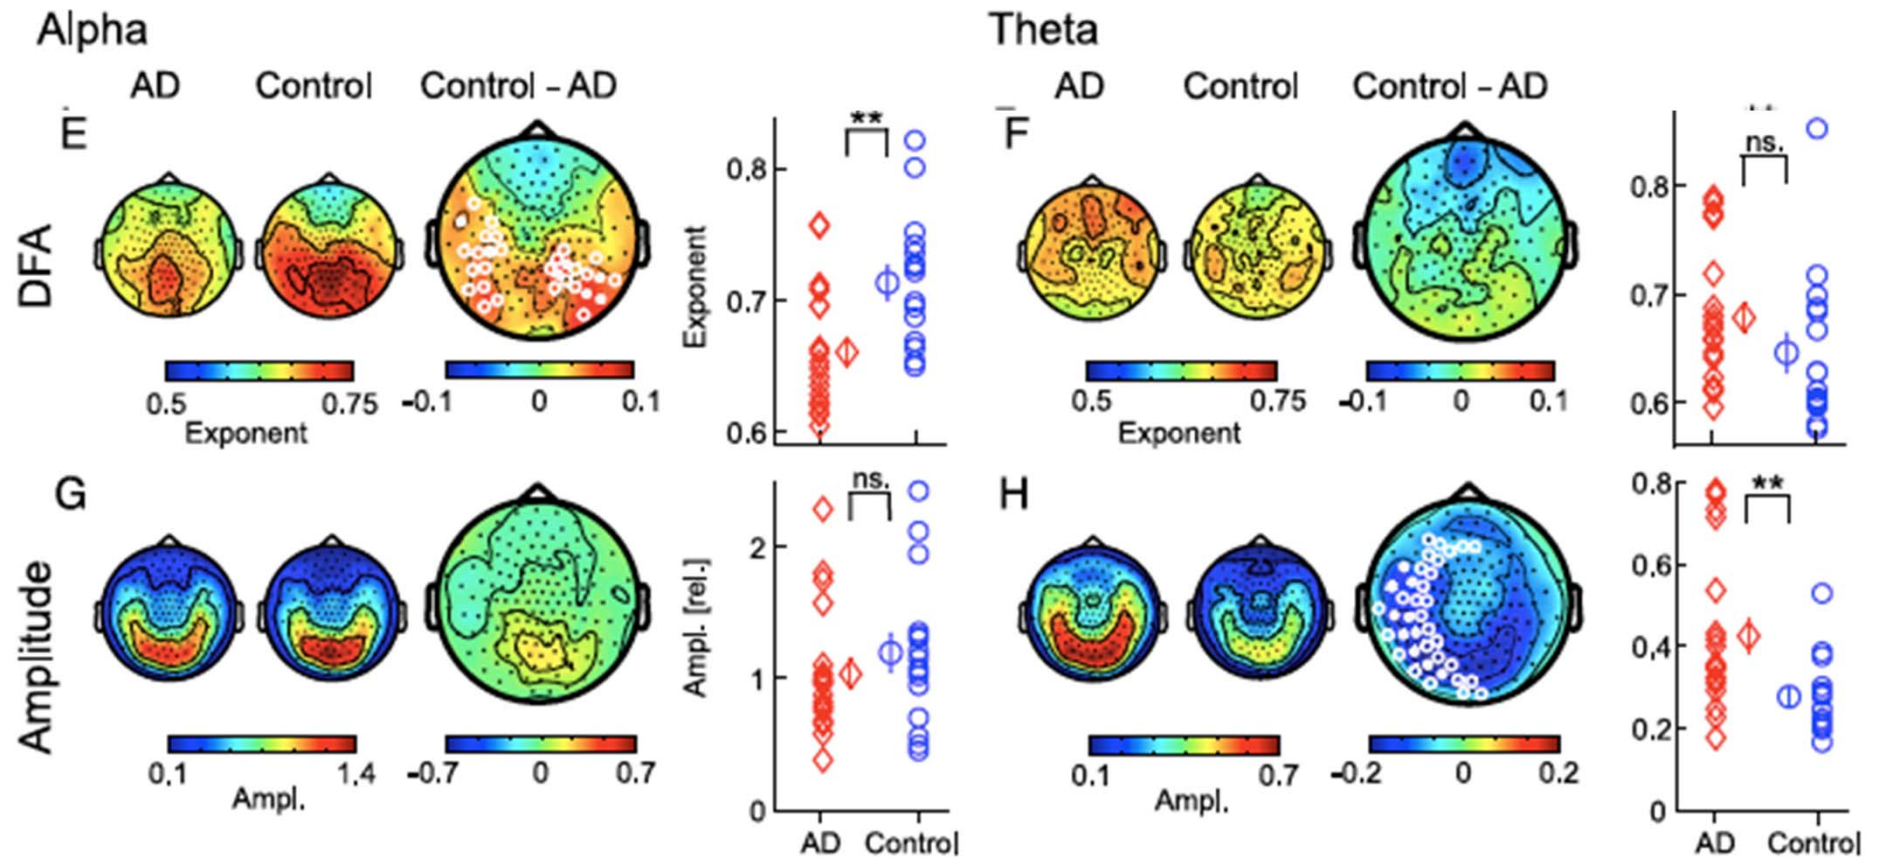 Alpha
Theta
AD Control Control - AD
AD Control Control - AD
E
**
F
ns.
DFA
Exponent
0.8
0.7
0.6
0.8
0.7
0.6
0.5 0.75
Exponent
-0.1 0 0.1
0.5 0.75
Exponent
-0.1 0 0.1
G
ns.
H
**
Amplitude
Ampl. [rel.]
2
1
0
0.8
0.6
0.4
0.2
0
0.1 1.4
Ampl.
-0.7 0 0.7
0.1 0.7
Ampl.
-0.2 0 0.2
AD Control
AD Control